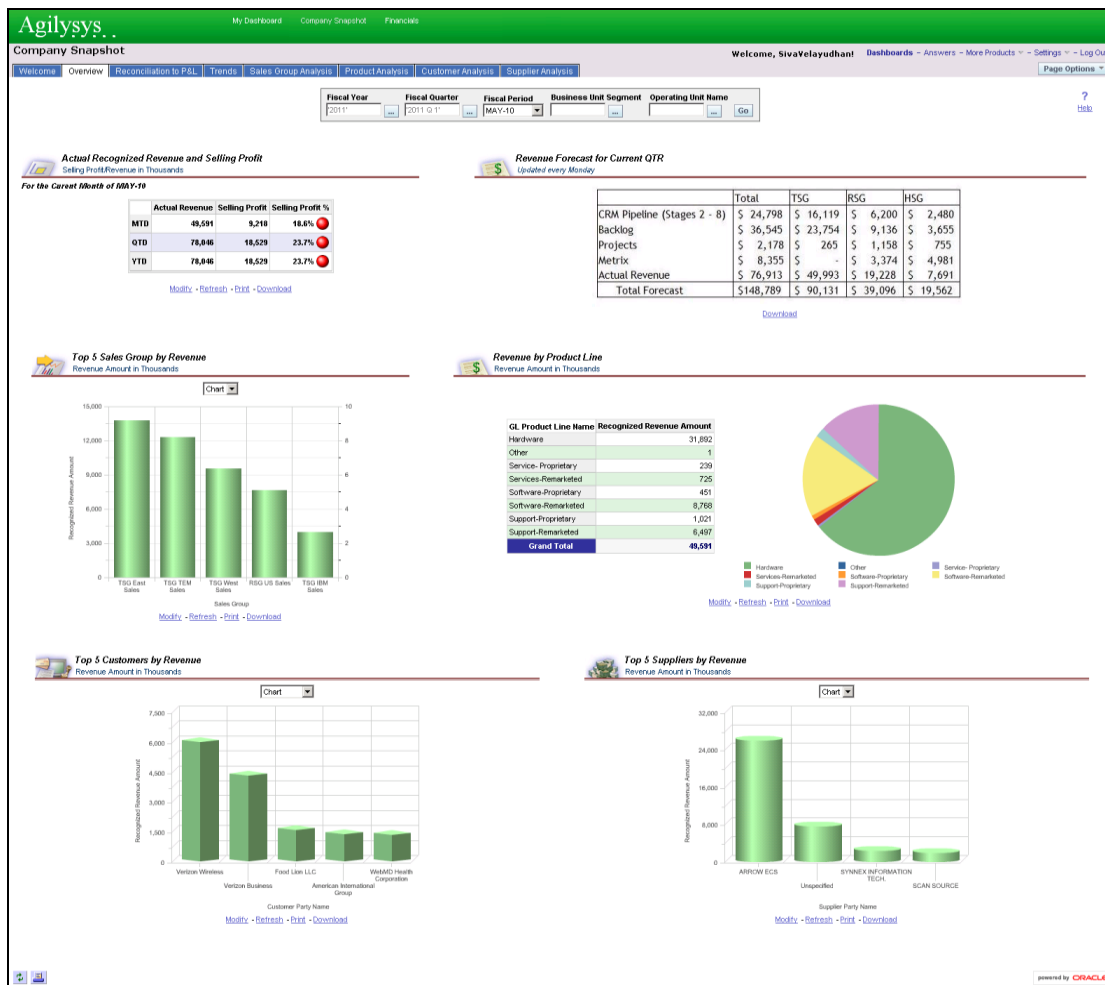 Agilysys
My Dashboard Company Snapshot Financials
Company Snapshot
Welcome, SivaVelayudhan! Dashboards - Answers - More Products - Settings - Log Ou
Welcome Overview Reconciliation to P&L Trends Sales Group Analysis Product Analysis Customer Analysis Supplier Analysis
Page Options
Fiscal Year Fiscal Quarter Fiscal Period Business Unit Segment Operating Unit Name
'2011' ... '2011 Q 1' ... MAY-10 ... ... Go
?
Help
Actual Recognized Revenue and Selling Profit
Selling Profit/Revenue in Thousands
For the Curent Month of MAY-10
Actual Revenue Selling Profit Selling Profit %
MTD 49,591 9,218 18.6%
QTD 78,046 18,529 23.7%
YTD 78,046 18,529 23.7%
Modify - Refresh - Print - Download
Revenue Forecast for Current QTR
Updated every Monday
Total TSG RSG HSG
CRM Pipeline (Stages 2 - 8) $ 24,798 $ 16,119 $ 6,200 $ 2,480
Backlog $ 36,545 $ 23,754 $ 9,136 $ 3,655
Projects $ 2,178 $ 265 $ 1,158 $ 755
Metrix $ 8,355 $ - $ 3,374 $ 4,981
Actual Revenue $ 76,913 $ 49,993 $ 19,228 $ 7,691
Total Forecast $148,789 $ 90,131 $ 39,096 $ 19,562
Download
Top 5 Sales Group by Revenue
Revenue Amount in Thousands
Chart
15,000 10
12,000 8
9,000 6
6,000 4
3,000 2
0 0
Recognized Revenue Amount
TSG East Sales TSG TEM Sales TSG West Sales RSG US Sales TSG IBM Sales
Sales Group
Modify - Refresh - Print - Download
Revenue by Product Line
Revenue Amount in Thousands
GL Product Line Name Recognized Revenue Amount
Hardware 31,892
Other 1
Service- Proprietary 239
Services-Remarketed 725
Software-Proprietary 451
Software-Remarketed 8,768
Support-Proprietary 1,021
Support-Remarketed 6,497
Grand Total 49,591
Hardware Other Service- Proprietary
Services-Remarketed Software-Proprietary Software-Remarketed
Support-Proprietary Support-Remarketed
Modify - Refresh - Print - Download
Top 5 Customers by Revenue
Revenue Amount in Thousands
Chart
7,500
6,000
4,500
3,000
1,500
0
Recognized Revenue Amount
Verizon Wireless Food Lion LLC WebMD Health Corporation
Verizon Business American International Group
Customer Party Name
Modify - Refresh - Print - Download
Top 5 Suppliers by Revenue
Revenue Amount in Thousands
Chart
32,000
24,000
16,000
8,000
0
Recognized Revenue Amount
ARROW ECS SYNNEX INFORMATION TECH.
Unspecified SCAN SOURCE
Supplier Party Name
Modify - Refresh - Print - Download
powered by ORACLE